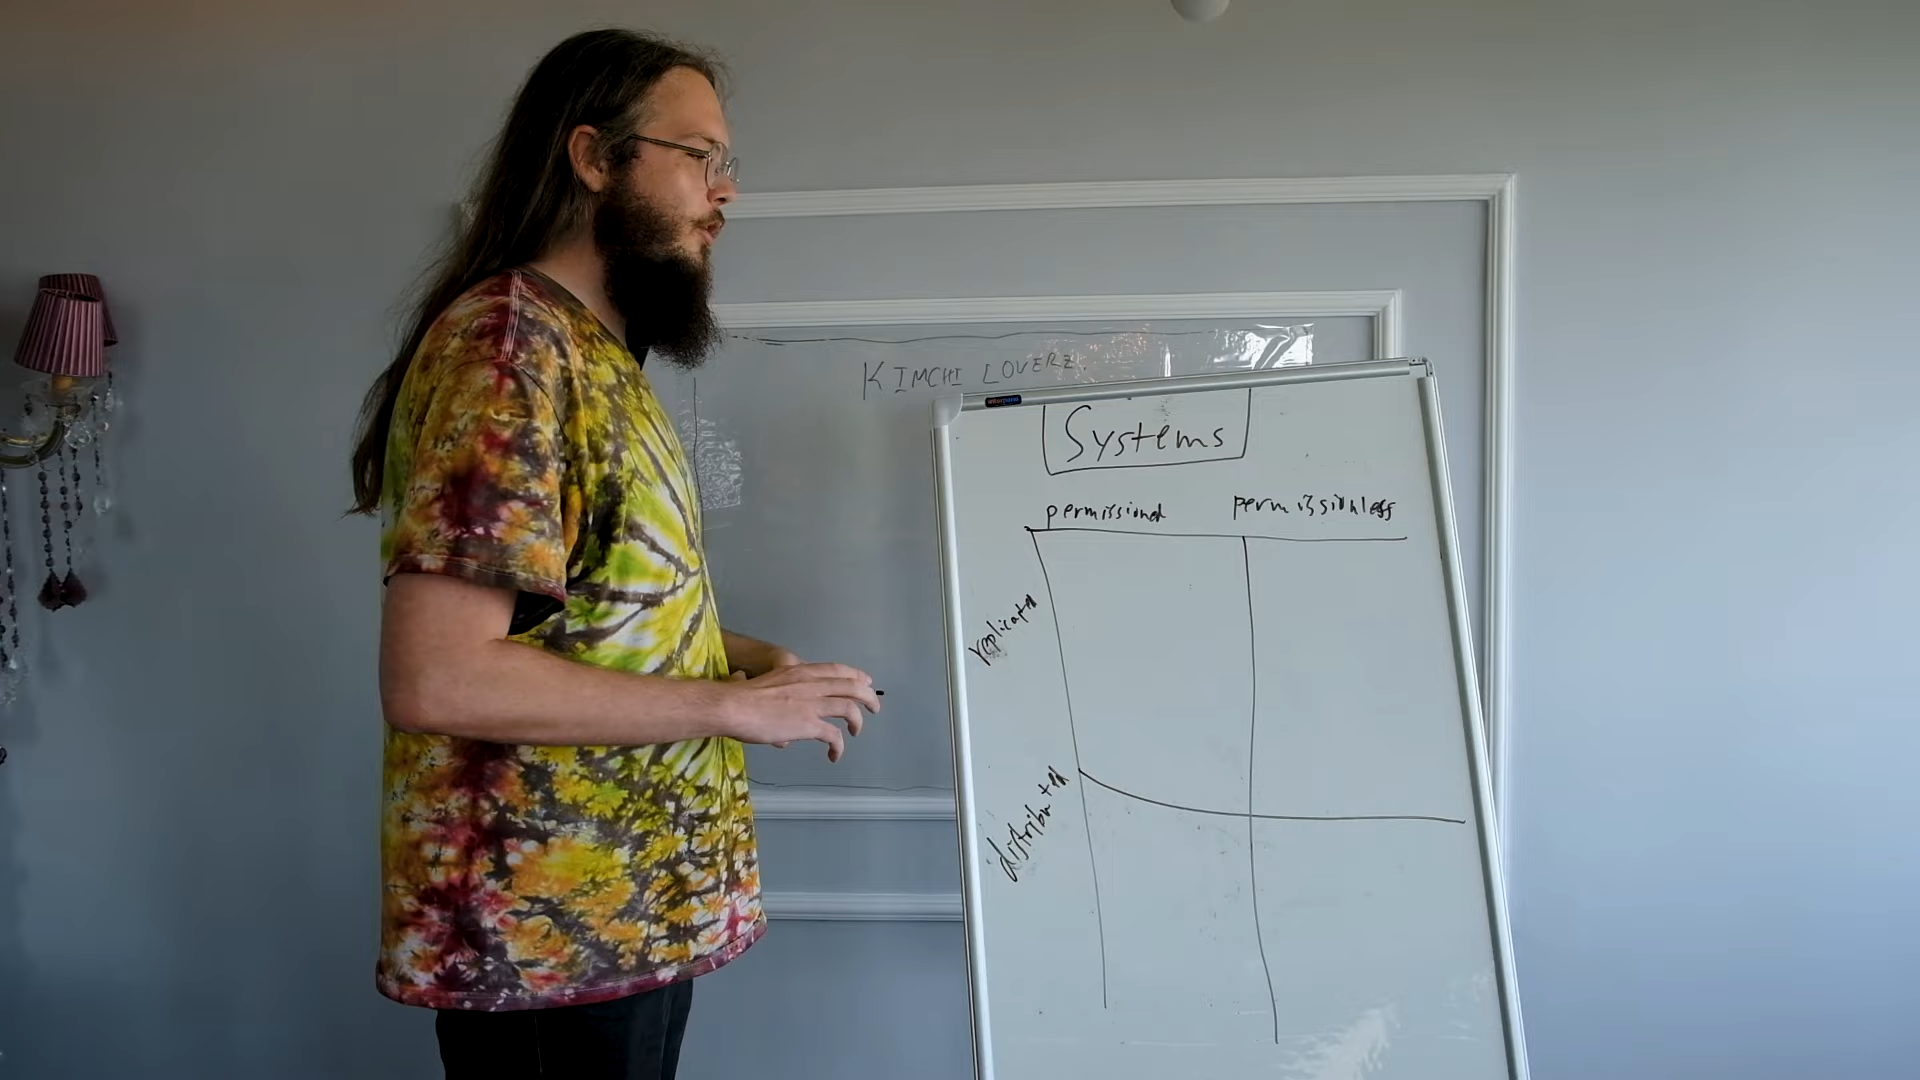 KIMCHI LOVERZ
Systems
permissioned
permissionless
replicated
distributed